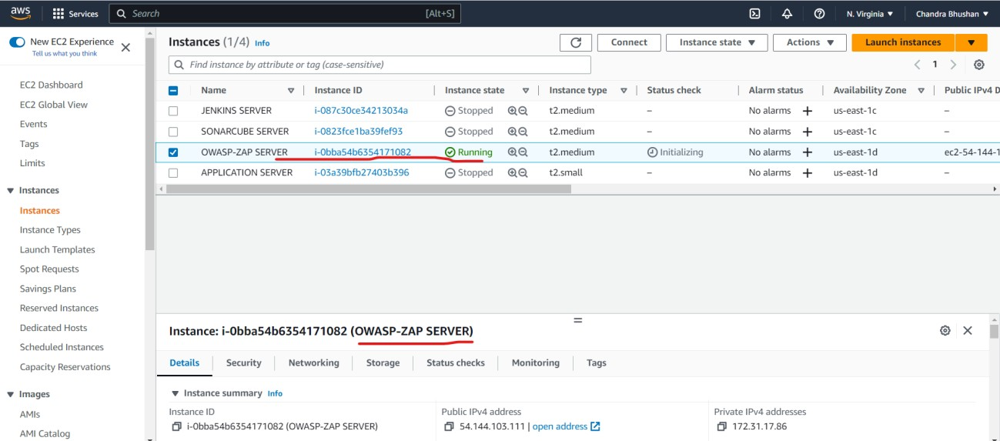 aws Services Search [Alt+S] N. Virginia Chandra Bhushan
New EC2 Experience
Tell us what you think
EC2 Dashboard
EC2 Global View
Events
Tags
Limits
Instances
Instances
Instance Types
Launch Templates
Spot Requests
Savings Plans
Reserved Instances
Dedicated Hosts
Scheduled Instances
Capacity Reservations
Images
AMIs
AMI Catalog
Instances (1/4) Info Connect Instance state Actions Launch instances
Find instance by attribute or tag (case-sensitive) 1
Name Instance ID Instance state Instance type Status check Alarm status Availability Zone Public IPv4 D
JENKINS SERVER i-087c30ce34213034a Stopped t2.medium – No alarms + us-east-1c –
SONARCUBE SERVER i-0823fce1ba39fef93 Stopped t2.medium – No alarms + us-east-1c –
OWASP-ZAP SERVER i-0bba54b6354171082 Running t2.medium Initializing No alarms + us-east-1d ec2-54-144-1
APPLICATION SERVER i-03a39bfb27403b396 Stopped t2.small – No alarms + us-east-1d –
Instance: i-0bba54b6354171082 (OWASP-ZAP SERVER)
Details Security Networking Storage Status checks Monitoring Tags
Instance summary Info
Instance ID Public IPv4 address Private IPv4 addresses
i-0bba54b6354171082 (OWASP-ZAP SERVER) 54.144.103.111 | open address 172.31.17.86